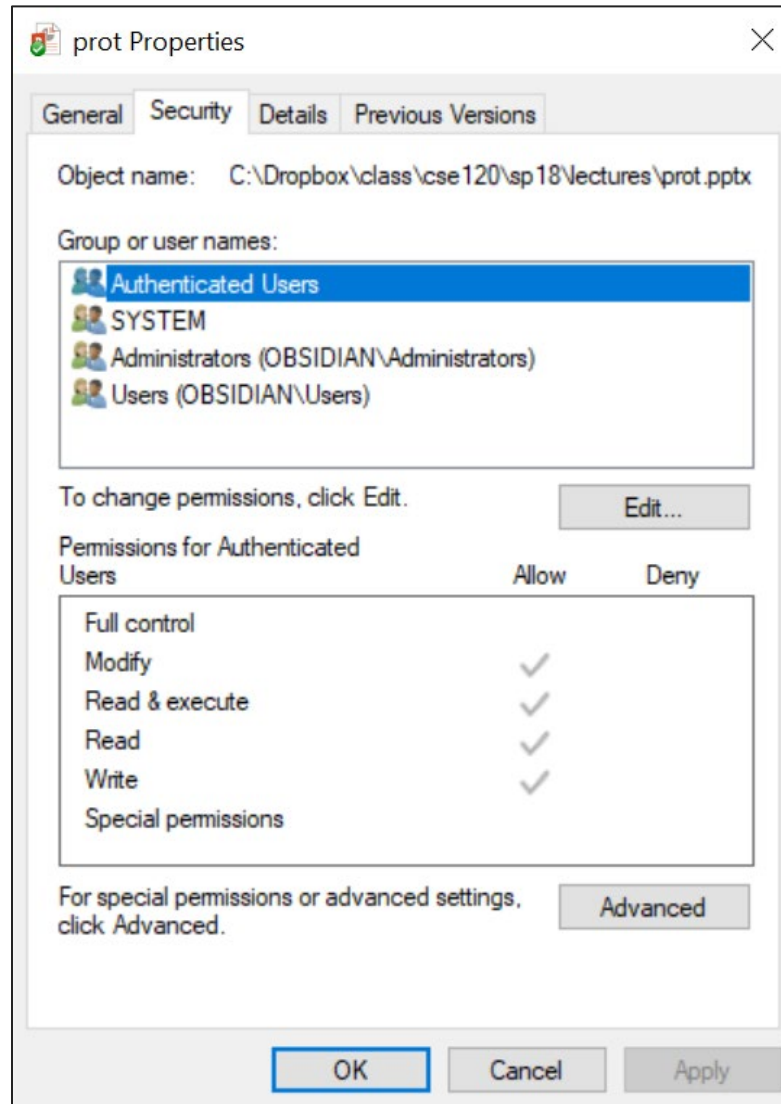 prot Properties
General Security Details Previous Versions
Object name: C:\Dropbox\class\cse120\sp18\lectures\prot.pptx
Group or user names:
Authenticated Users
SYSTEM
Administrators (OBSIDIAN\Administrators)
Users (OBSIDIAN\Users)
To change permissions, click Edit.
Edit...
Permissions for Authenticated
Users Allow Deny
Full control
Modify
Read & execute
Read
Write
Special permissions
For special permissions or advanced settings,
click Advanced.
Advanced
OK Cancel Apply